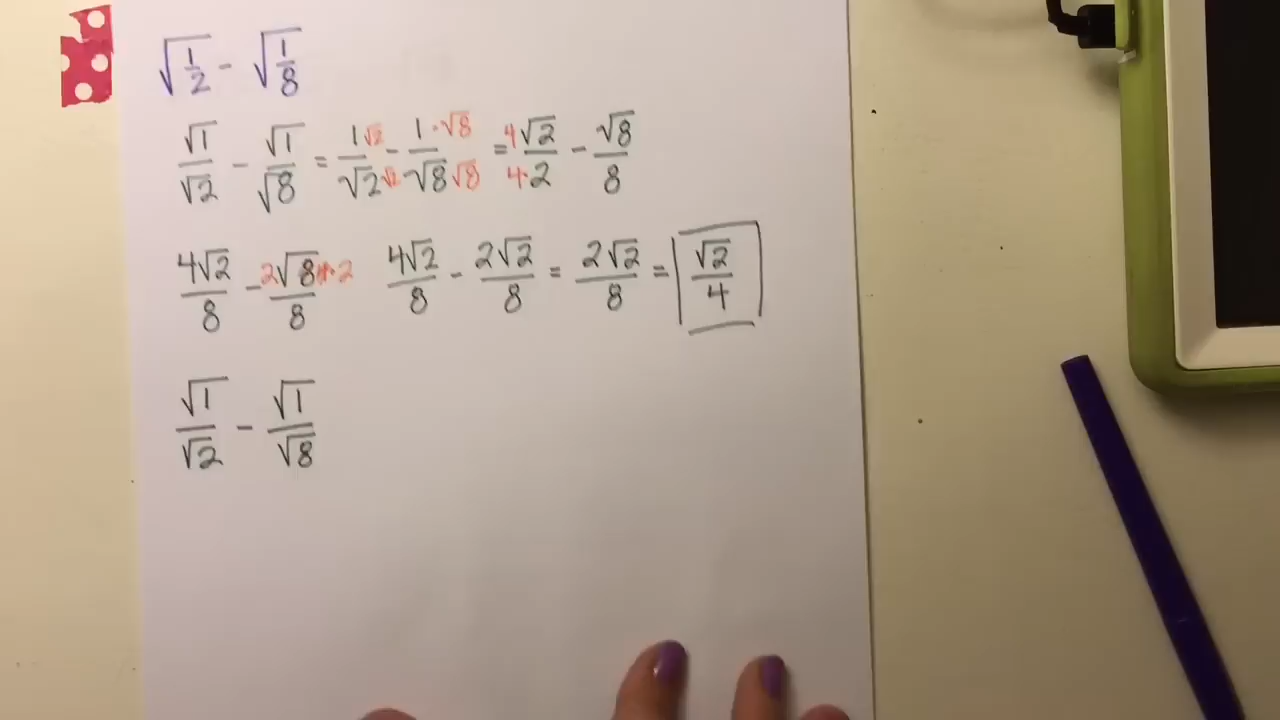 √(1/2) - √(1/8)
√1/√2 - √1/√8 = 1√2/√2√2 - 1·√8/√8√8 = 4√2/4·2 - √8/8
4√2/8 - 2√8 4·2/8 4√2/8 - 2√2/8 = 2√2/8 = √2/4
√1/√2 - √1/√8